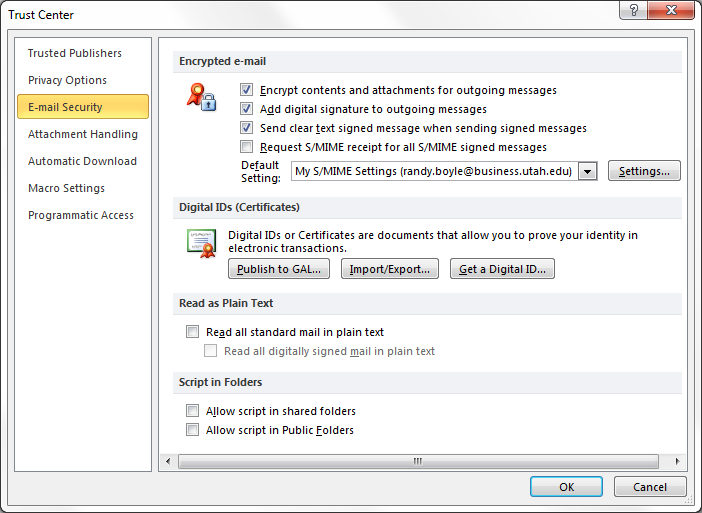 Trust Center
Trusted Publishers
Privacy Options
E-mail Security
Attachment Handling
Automatic Download
Macro Settings
Programmatic Access
Encrypted e-mail
Encrypt contents and attachments for outgoing messages
Add digital signature to outgoing messages
Send clear text signed message when sending signed messages
Request S/MIME receipt for all S/MIME signed messages
Default
Setting:
My S/MIME Settings (randy.boyle@business.utah.edu)
Settings...
Digital IDs (Certificates)
Digital IDs or Certificates are documents that allow you to prove your identity in
electronic transactions.
Publish to GAL... Import/Export... Get a Digital ID...
Read as Plain Text
Read all standard mail in plain text
Read all digitally signed mail in plain text
Script in Folders
Allow script in shared folders
Allow script in Public Folders
OK Cancel